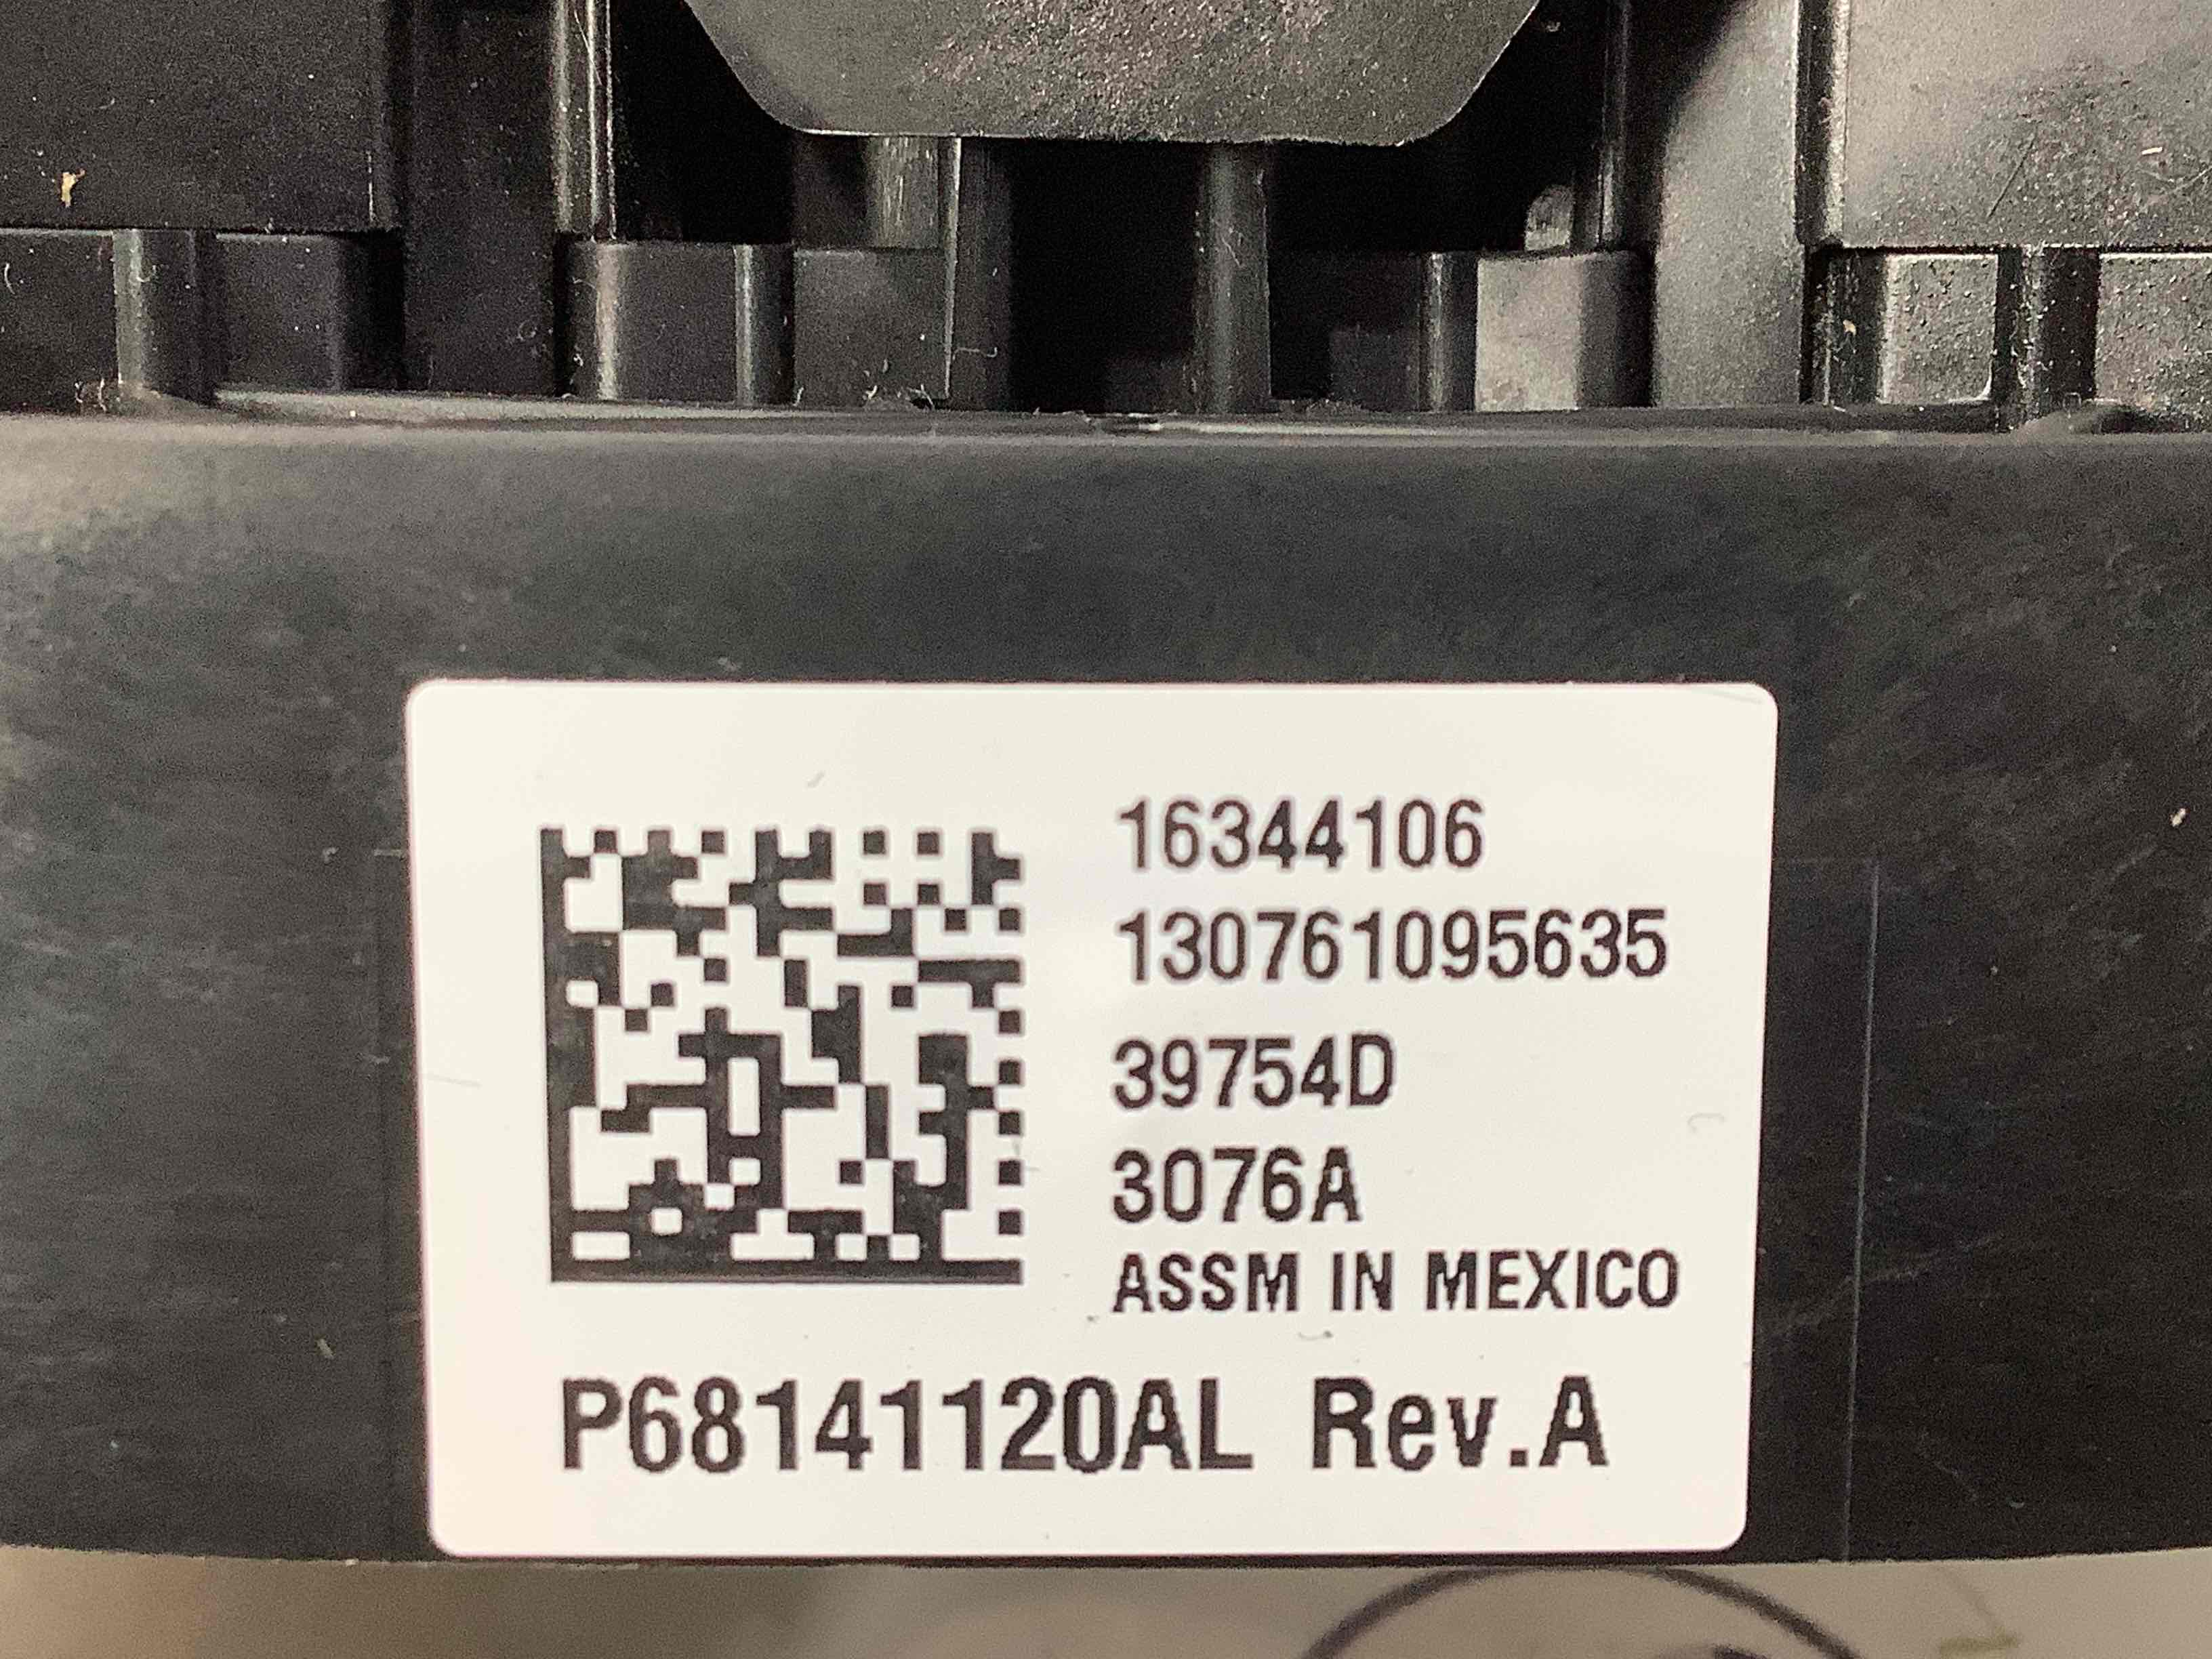 16344106
130761095635
39754D
3076A
ASSM IN MEXICO
P68141120AL Rev.A